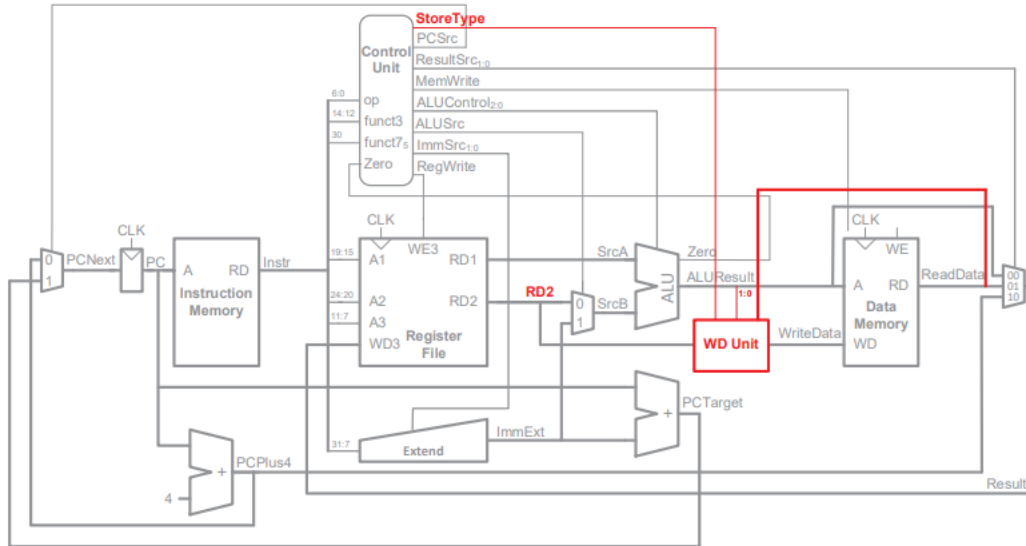 StoreType
PCSrc
Control
Unit
ResultSrc1:0
MemWrite
6:0
op
ALUControl2:0
14:12
funct3
ALUSrc
30
funct75
ImmSrc1:0
Zero
RegWrite
CLK
CLK
CLK
0
1
PCNext
PC
A
RD
Instruction
Memory
Instr
19:15
A1
WE3
RD1
SrcA
Zero
ALU
ALUResult
WE
A
RD
Data
Memory
WD
ReadData
00
01
10
24:20
A2
RD2
RD2
0
1
SrcB
1:0
11:7
A3
WD3
Register
File
WD Unit
WriteData
+
PCTarget
31:7
Extend
ImmExt
+
PCPlus4
4
Result